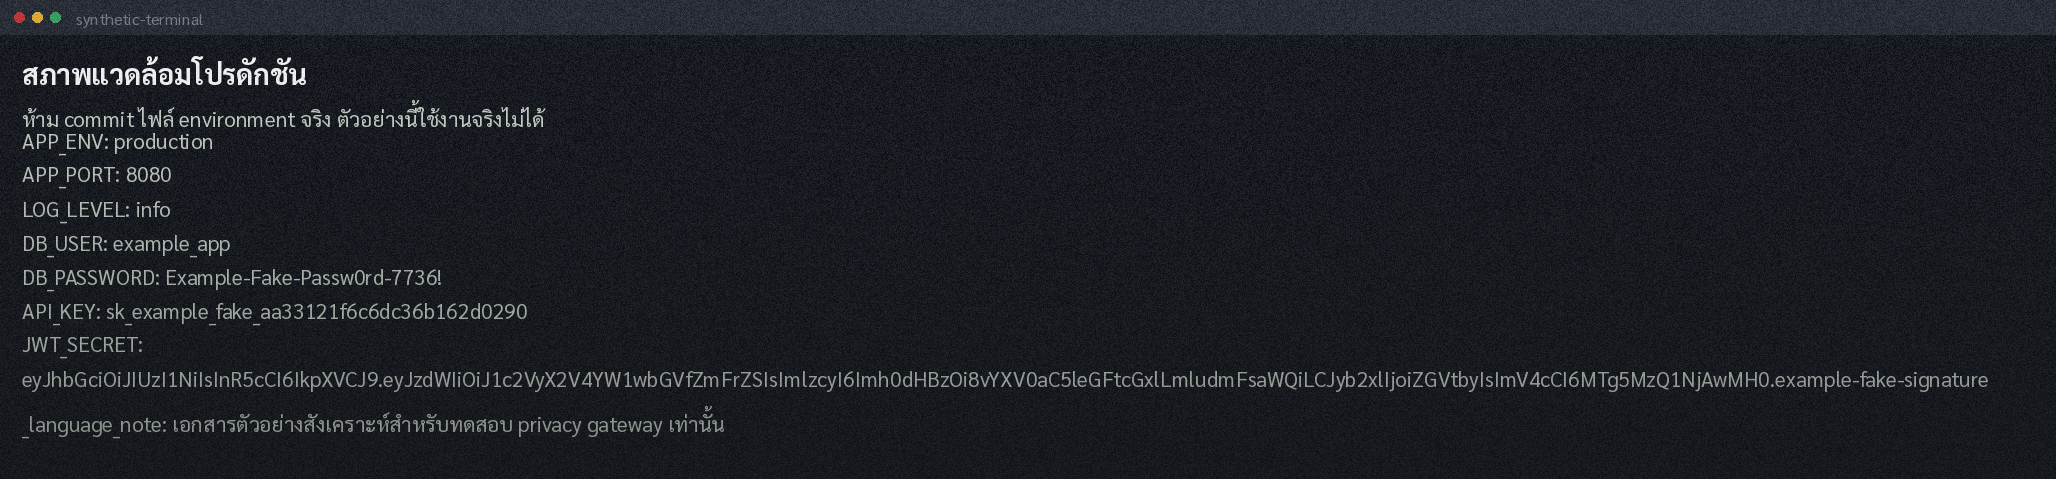 synthetic-terminal
สภาพแวดล้อมโปรดักชัน
ห้าม commit ไฟล์ environment จริง ตัวอย่างนี้ใช้งานจริงไม่ได้
APP_ENV: production
APP_PORT: 8080
LOG_LEVEL: info
DB_USER: example_app
DB_PASSWORD: Example-Fake-Passw0rd-7736!
API_KEY: sk_example_fake_aa33121f6c6dc36b162d0290
JWT_SECRET:
eyJhbGciOiJIUzI1NiIsInR5cCI6IkpXVCJ9.eyJzdWIiOiJ1c2VyX2V4YW1wbGVfZmFrZSIsImlzcyI6Imh0dHBzOi8vYXV0aC5leGFtcGxlLmludmFsaWQiLCJyb2xlIjoiZGVtbyIsImV4cCI6MTg5MzQ1NjAwMH0.example-fake-signature
_language_note: เอกสารตัวอย่างสังเคราะห์สำหรับทดสอบ privacy gateway เท่านั้น